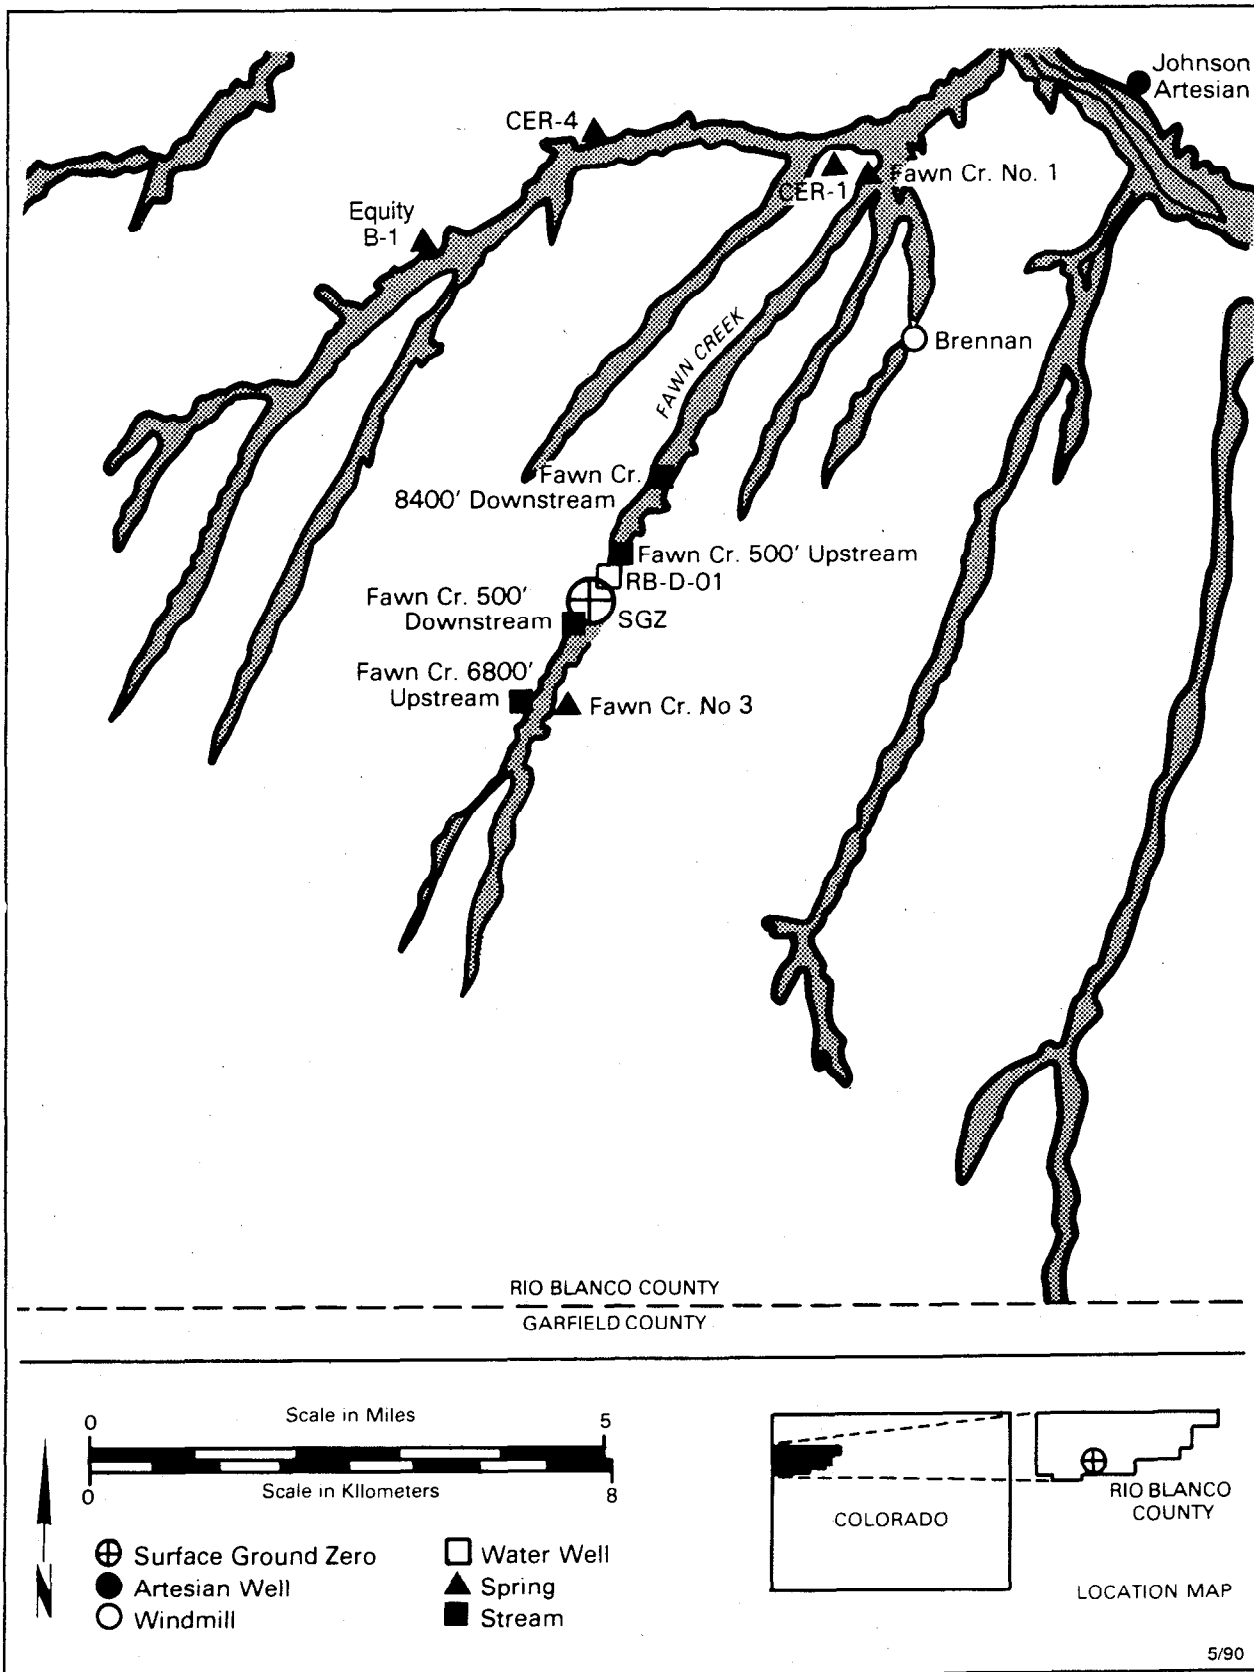 Johnson
Artesian
CER-4
CER-1
Fawn Cr. No. 1
Equity
B-1
FAWN CREEK
Brennan
Fawn Cr.
8400' Downstream
Fawn Cr. 500' Upstream
RB-D-01
Fawn Cr. 500'
Downstream
SGZ
Fawn Cr. 6800'
Upstream
Fawn Cr. No 3
RIO BLANCO COUNTY
GARFIELD COUNTY
0 Scale in Miles 5
0 Scale in Kilometers 8
N
Surface Ground Zero
Artesian Well
Windmill
Water Well
Spring
Stream
COLORADO
RIO BLANCO
COUNTY
LOCATION MAP
5/90